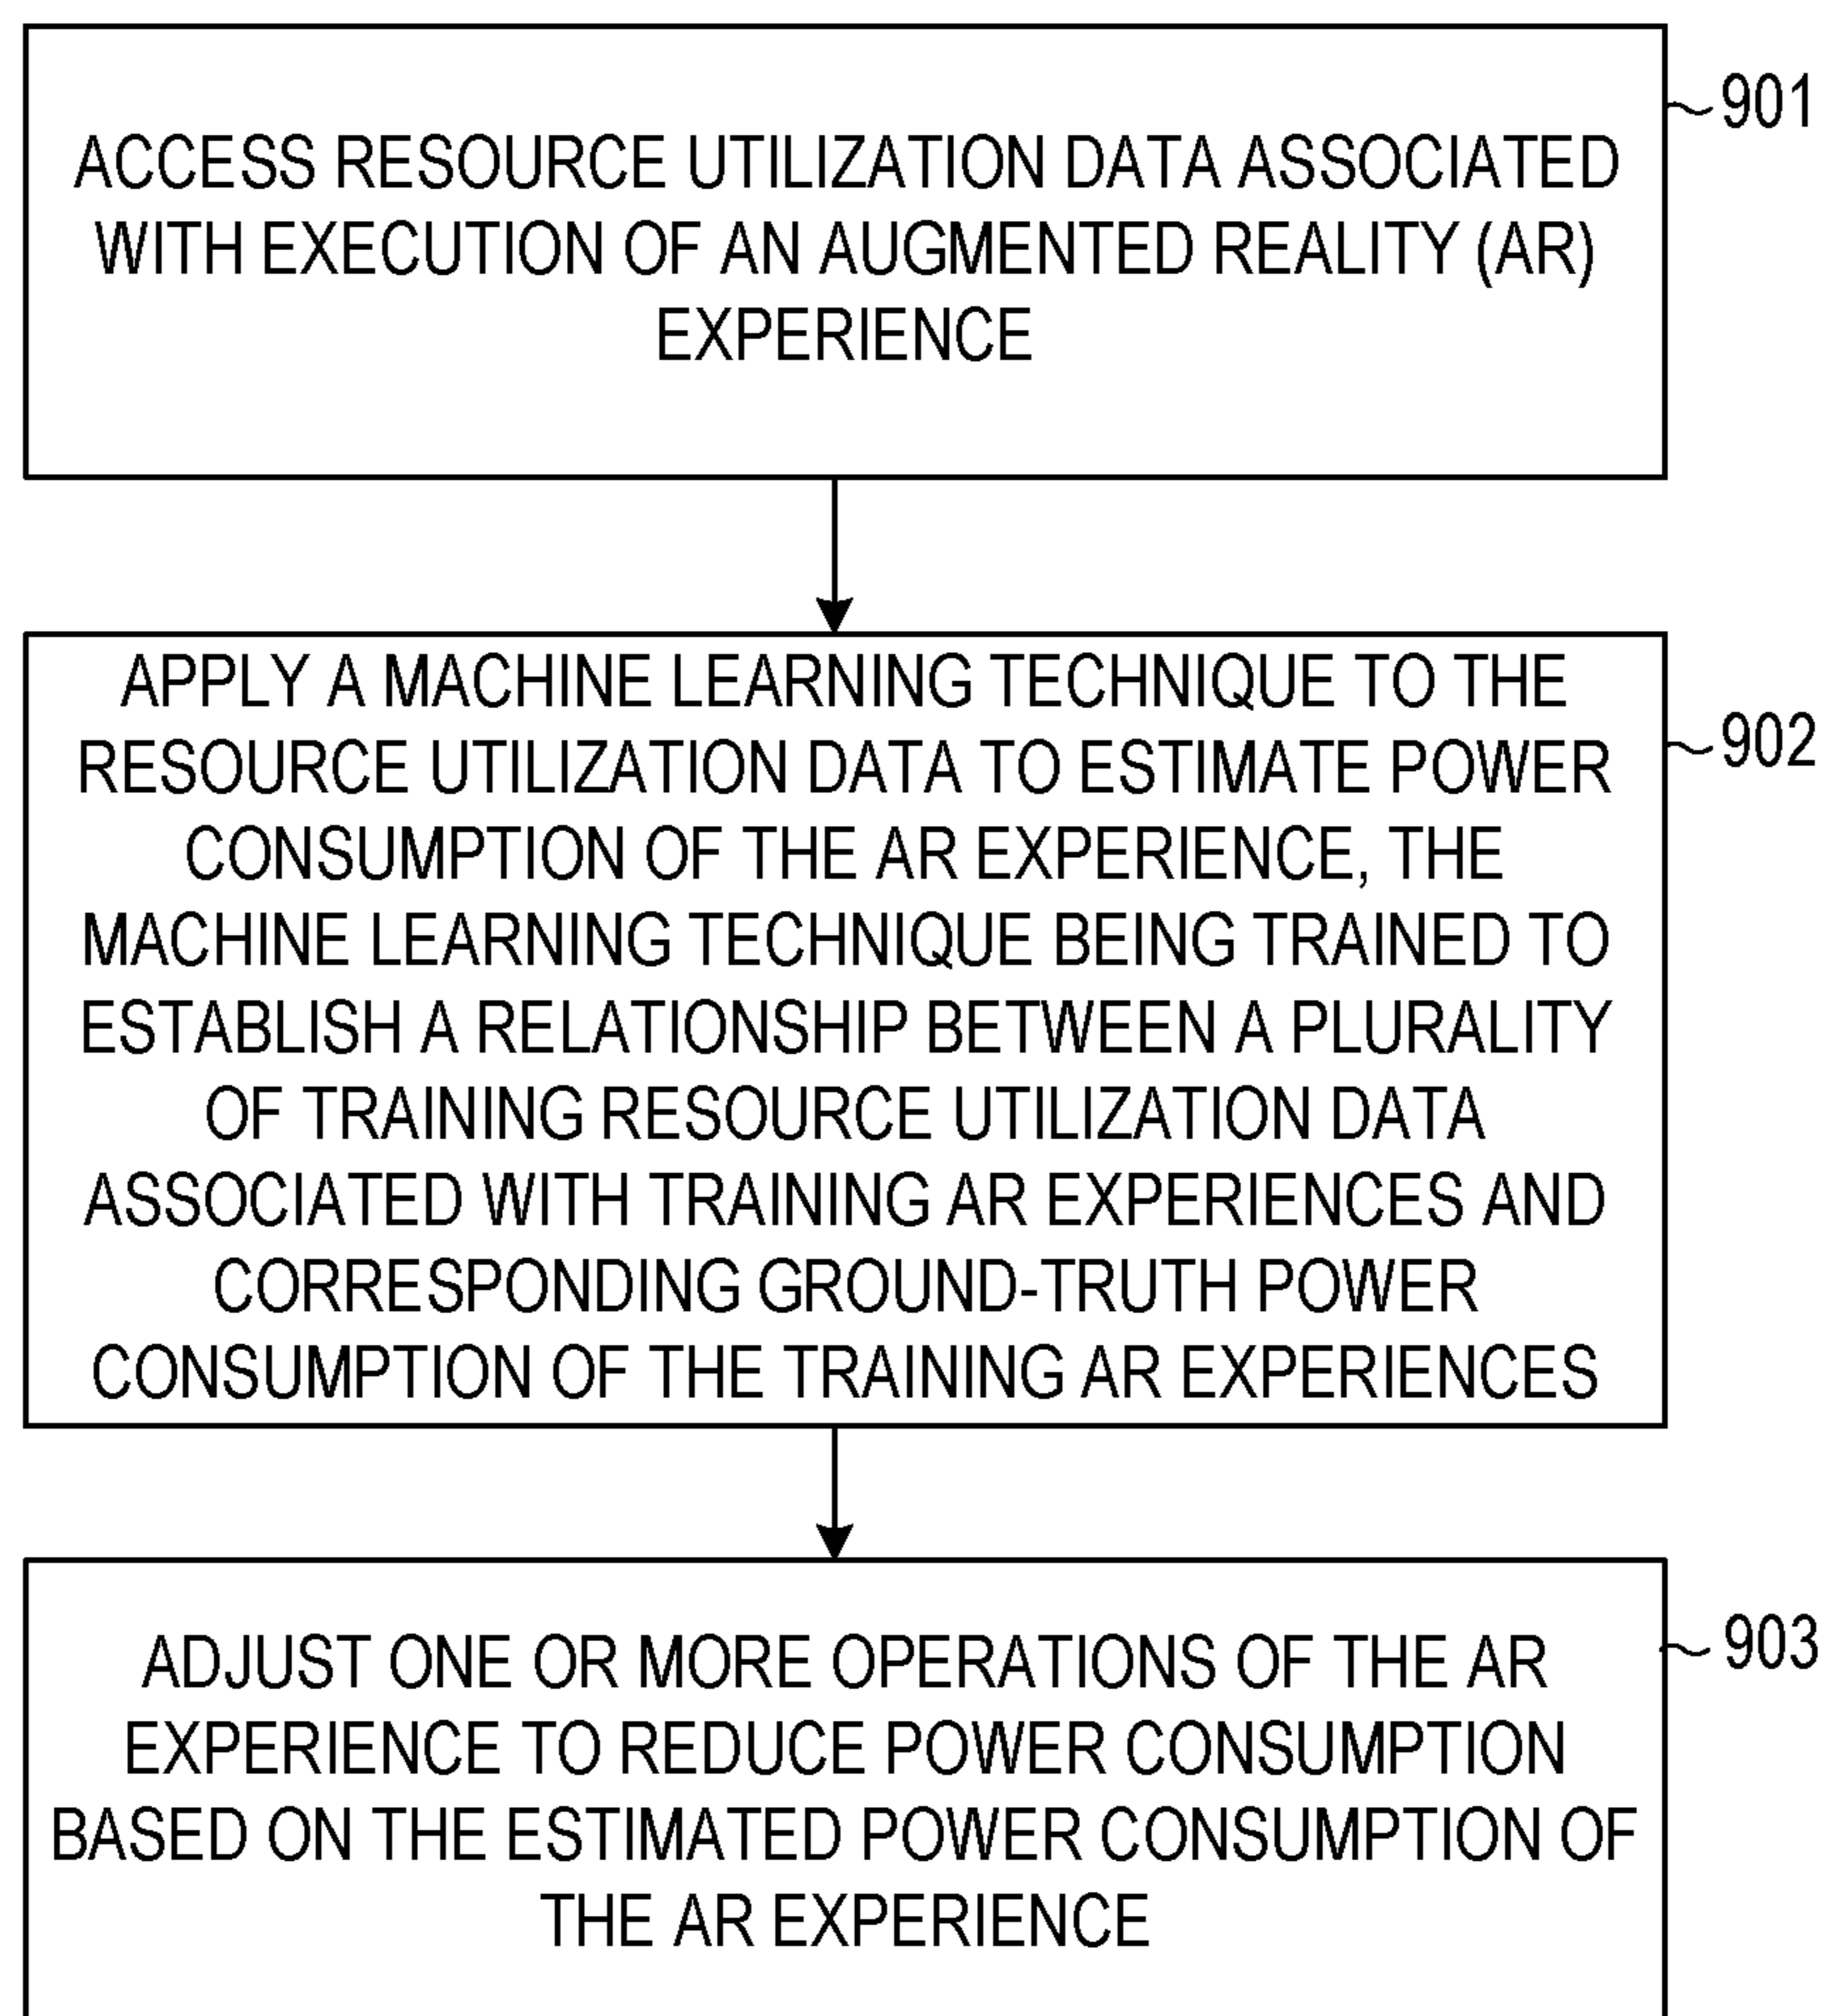 ACCESS RESOURCE UTILIZATION DATA ASSOCIATED
WITH EXECUTION OF AN AUGMENTED REALITY (AR)
EXPERIENCE
901
APPLY A MACHINE LEARNING TECHNIQUE TO THE
RESOURCE UTILIZATION DATA TO ESTIMATE POWER
CONSUMPTION OF THE AR EXPERIENCE, THE
MACHINE LEARNING TECHNIQUE BEING TRAINED TO
ESTABLISH A RELATIONSHIP BETWEEN A PLURALITY
OF TRAINING RESOURCE UTILIZATION DATA
ASSOCIATED WITH TRAINING AR EXPERIENCES AND
CORRESPONDING GROUND-TRUTH POWER
CONSUMPTION OF THE TRAINING AR EXPERIENCES
902
ADJUST ONE OR MORE OPERATIONS OF THE AR
EXPERIENCE TO REDUCE POWER CONSUMPTION
BASED ON THE ESTIMATED POWER CONSUMPTION OF
THE AR EXPERIENCE
903